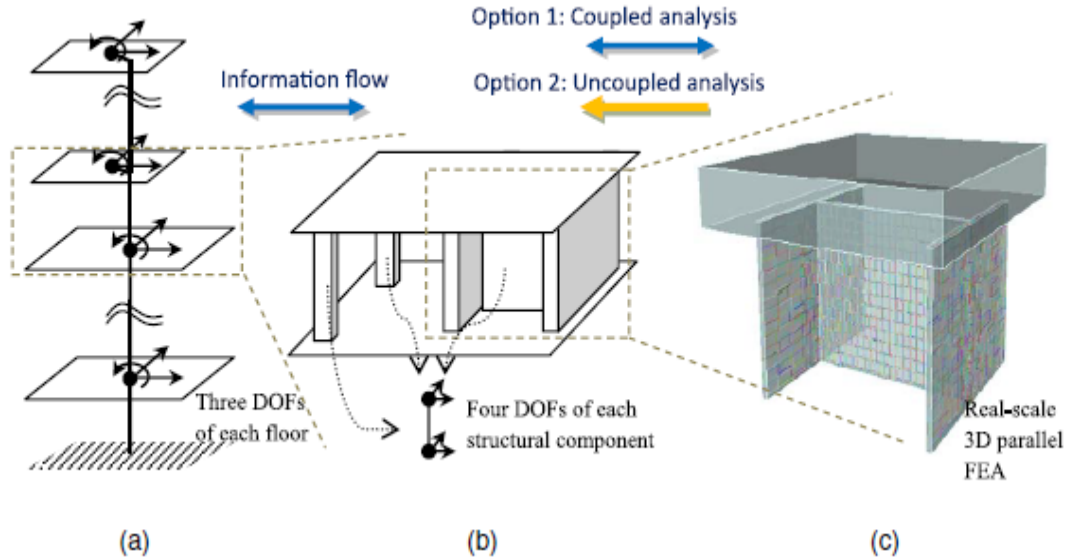 Option 1: Coupled analysis
Information flow
Option 2: Uncoupled analysis
Three DOFs
of each floor
Four DOFs of each
structural component
Real-scale
3D parallel
FEA
(a)
(b)
(c)